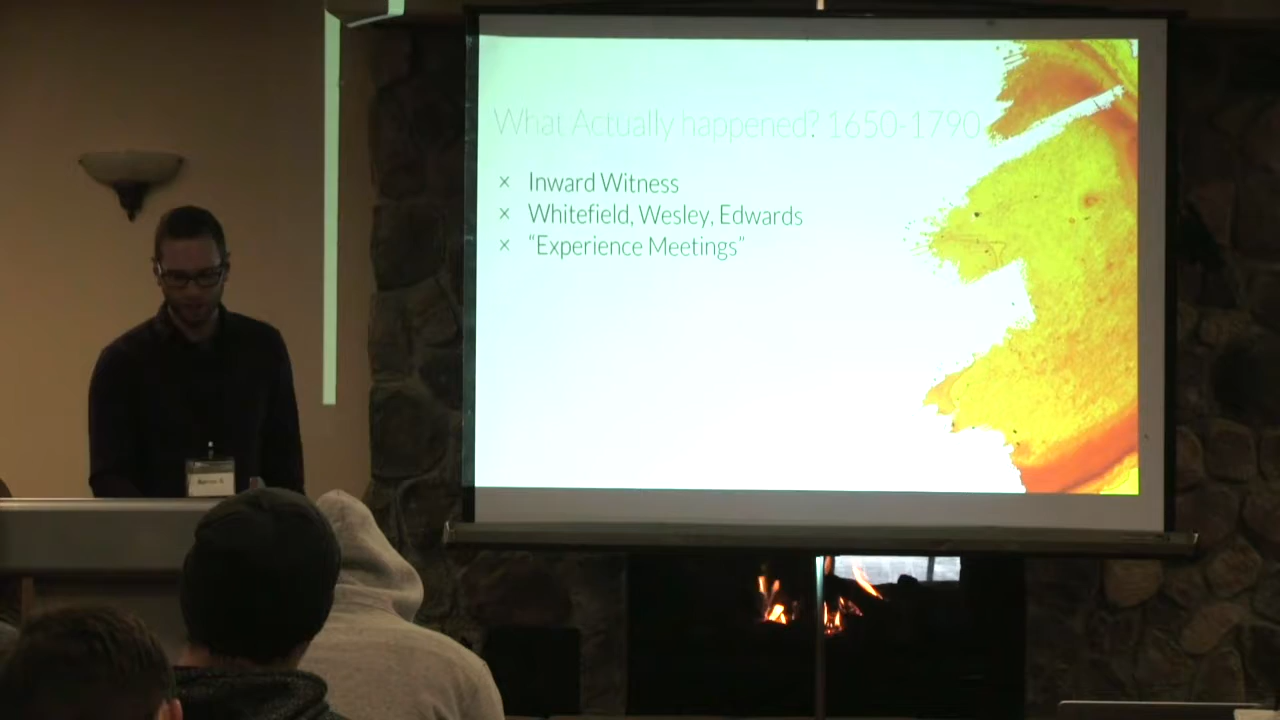 What Actually happened? 1650-1790
× Inward Witness
× Whitefield, Wesley, Edwards
× “Experience Meetings”